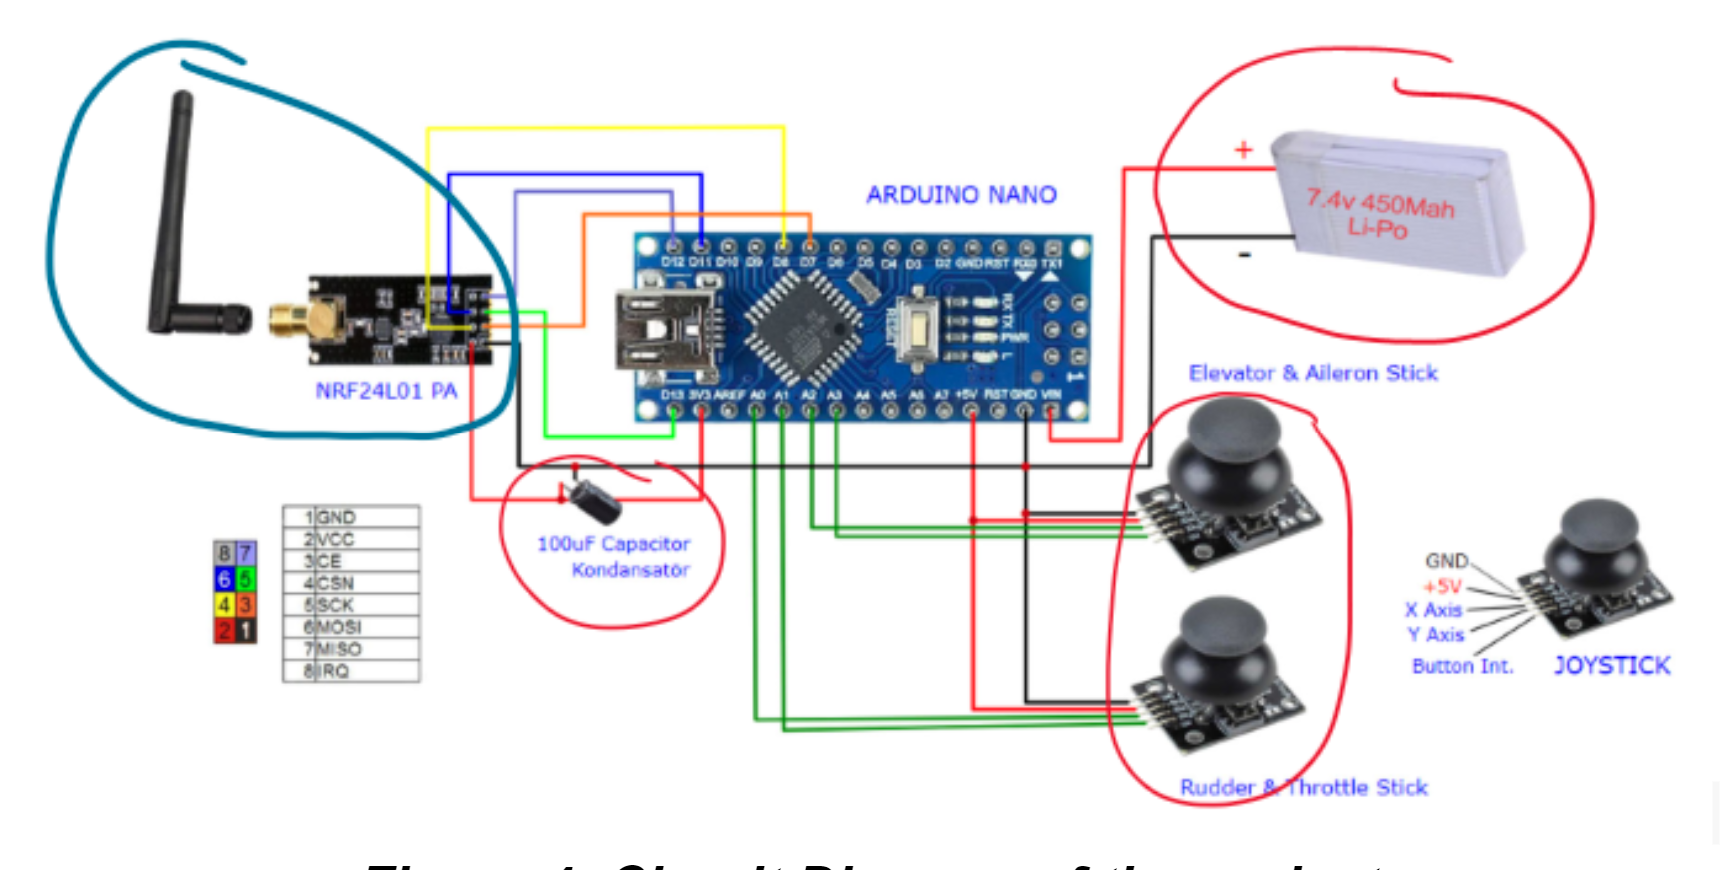 ARDUINO NANO
+
7.4v 450Mah
Li-Po
-
D12 D11 D10 D9 D8 D7 D6 D5 D4 D3 D2 GND RST RX0 TX1
RESET
RX TX
PWR
L
1
D13 3V3 AREF A0 A1 A2 A3 A4 A5 A6 A7 +5V RST GND VIN
NRF24L01 PA
Elevator & Aileron Stick
100uF Capacitor
Kondansatör
8 7
6 5
4 3
2 1
1 GND
2 VCC
3 CE
4 CSN
5 SCK
6 MOSI
7 MISO
8 IRQ
GND
+5V
X Axis
Y Axis
Button Int.
JOYSTICK
Rudder & Throttle Stick